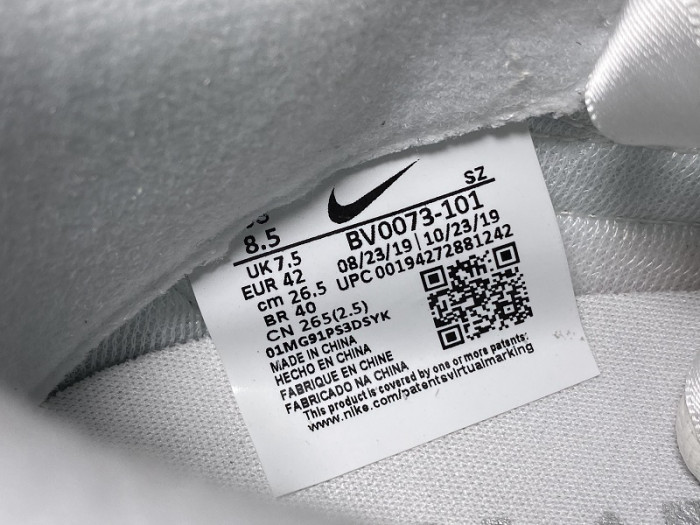 SZ
8.5
BV0073-101
UK 7.5
08/23/19 | 10/23/19
EUR 42
UPC 00194272881242
cm 26.5
BR 40
CN 265(2.5)
01MG91PS3DSYK
MADE IN CHINA
HECHO EN CHINA
FABRIQUE EN CHINE
FABRICADO NA CHINA
This product is covered by one or more patents:
www.nike.com/patentsvirtualmarking